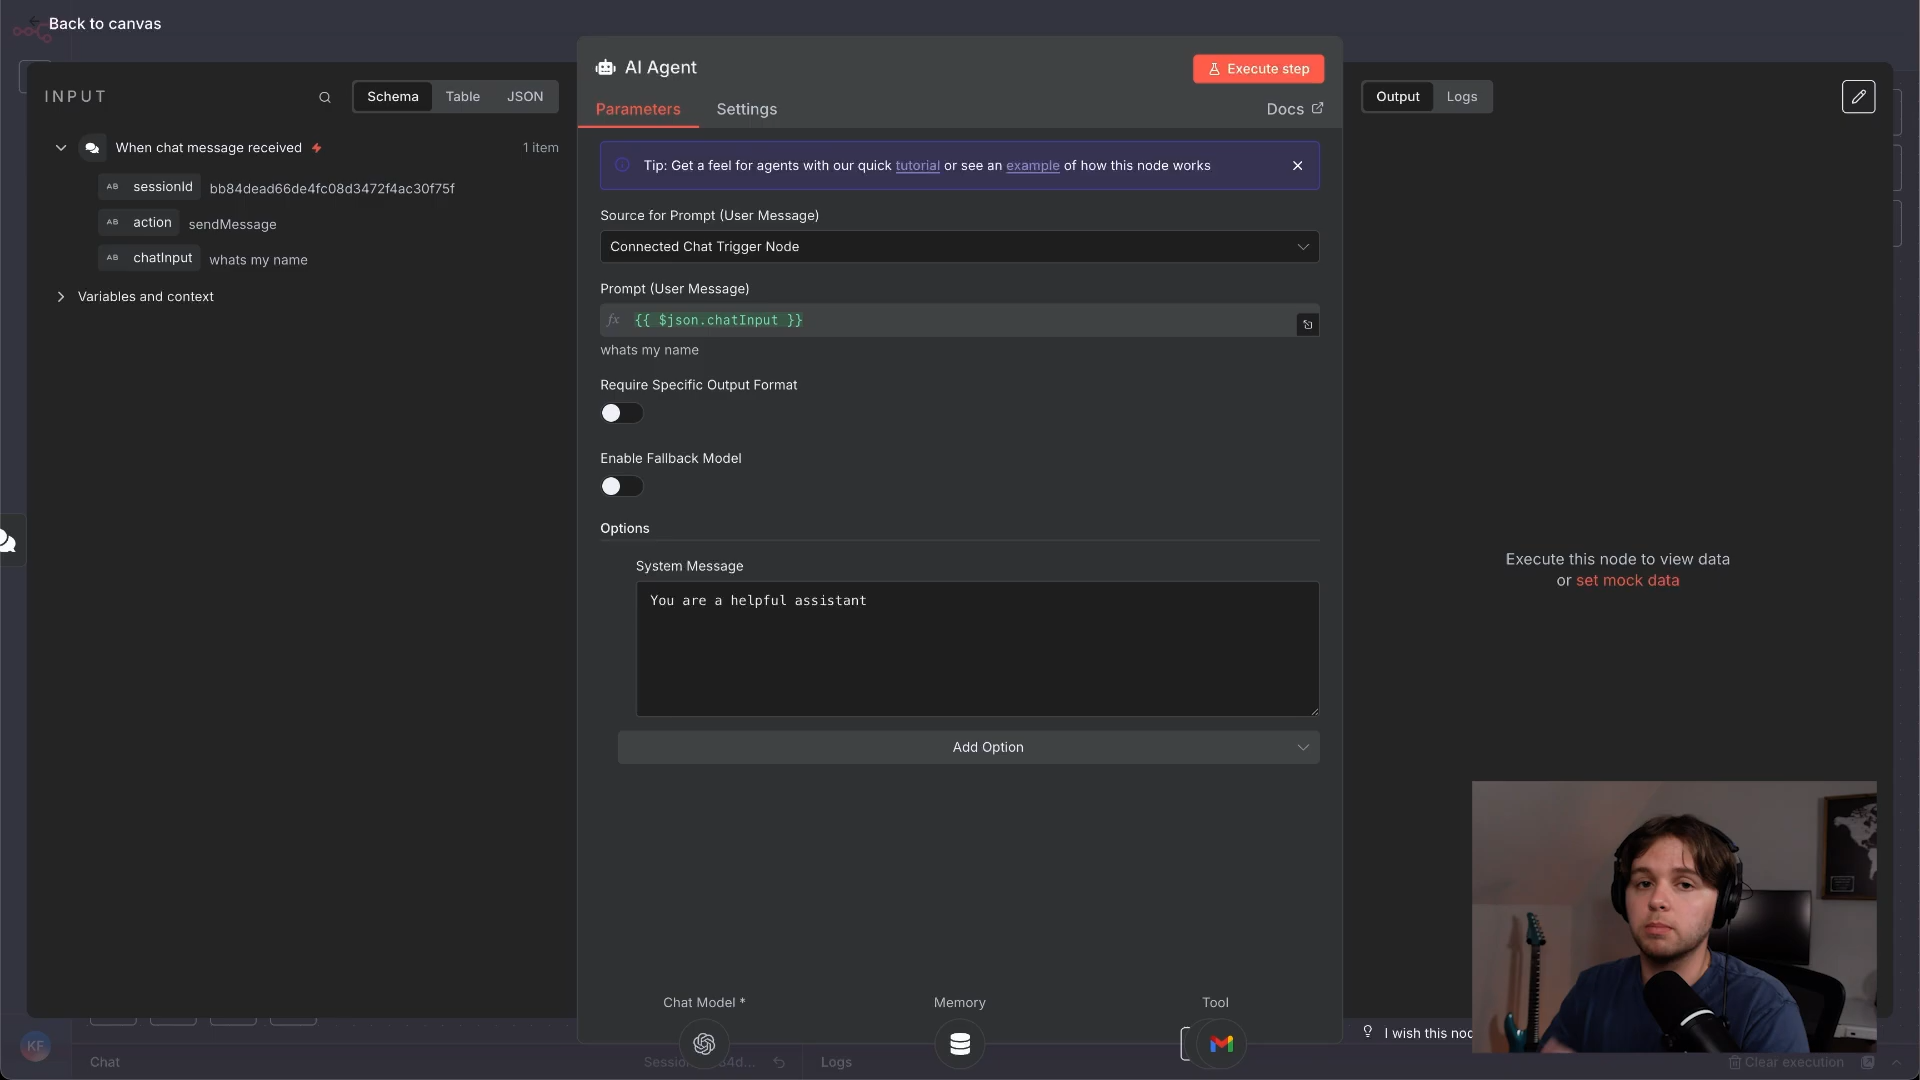 Back to canvas
INPUT
Schema
Table
JSON
When chat message received
1 item
AB sessionId bb84dead66de4fc08d3472f4ac30f75f
AB action sendMessage
AB chatInput whats my name
Variables and context
AI Agent
Execute step
Parameters
Settings
Docs
Tip: Get a feel for agents with our quick tutorial or see an example of how this node works
Source for Prompt (User Message)
Connected Chat Trigger Node
Prompt (User Message)
fx {{ $json.chatInput }}
whats my name
Require Specific Output Format
Enable Fallback Model
Options
System Message
You are a helpful assistant
Add Option
Chat Model *
Memory
Tool
Output
Logs
Execute this node to view data
or set mock data
I wish this
KF
Chat
Logs
Clear execution